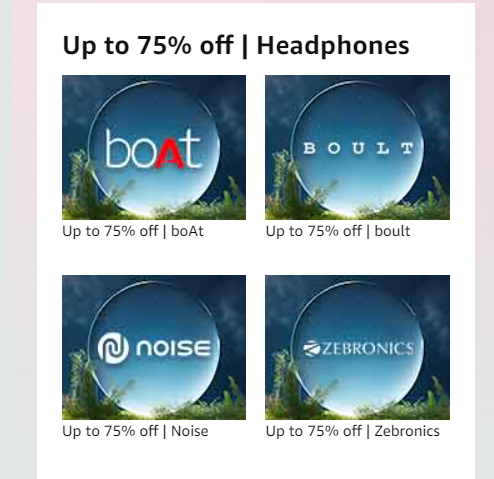 Up to 75% off | Headphones
boAt
BOULT
Up to 75% off | boAt
Up to 75% off | boult
NOISE
ZEBRONICS
Up to 75% off | Noise
Up to 75% off | Zebronics